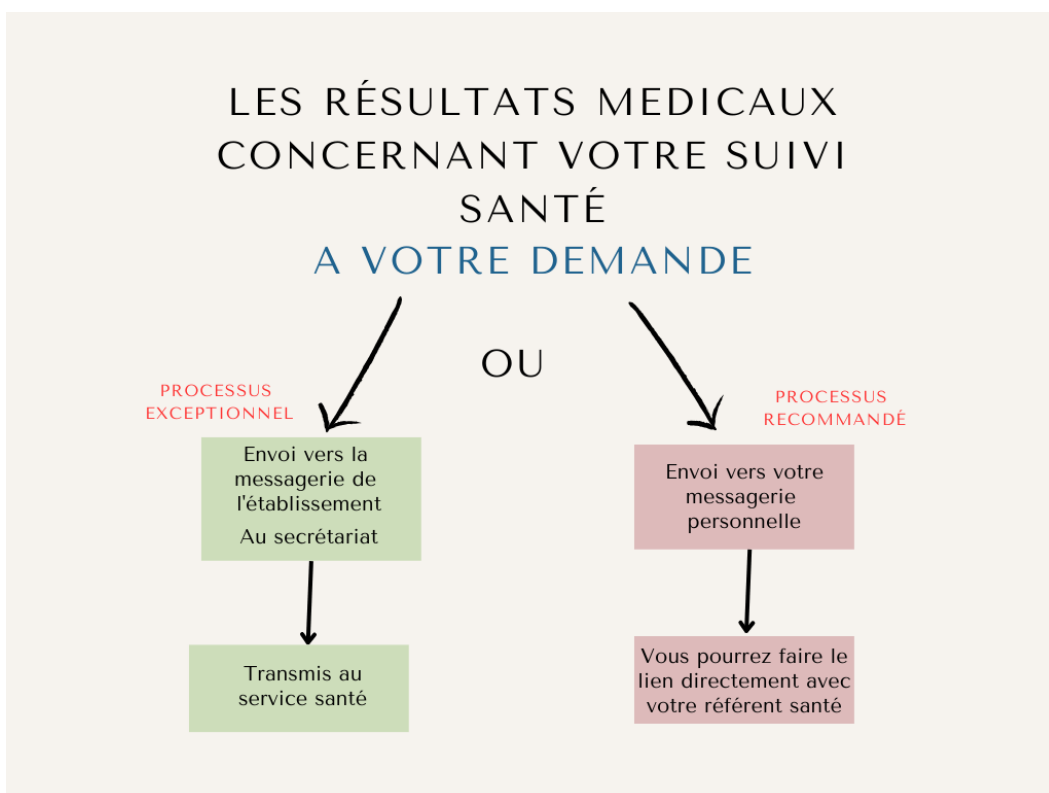 LES RÉSULTATS MEDICAUX
CONCERNANT VOTRE SUIVI
SANTÉ
A VOTRE DEMANDE
OU
PROCESSUS
EXCEPTIONNEL
Envoi vers la
messagerie de
l'établissement
Au secrétariat
Transmis au
service santé
PROCESSUS
RECOMMANDÉ
Envoi vers votre
messagerie
personnelle
Vous pourrez faire le
lien directement avec
votre référent santé